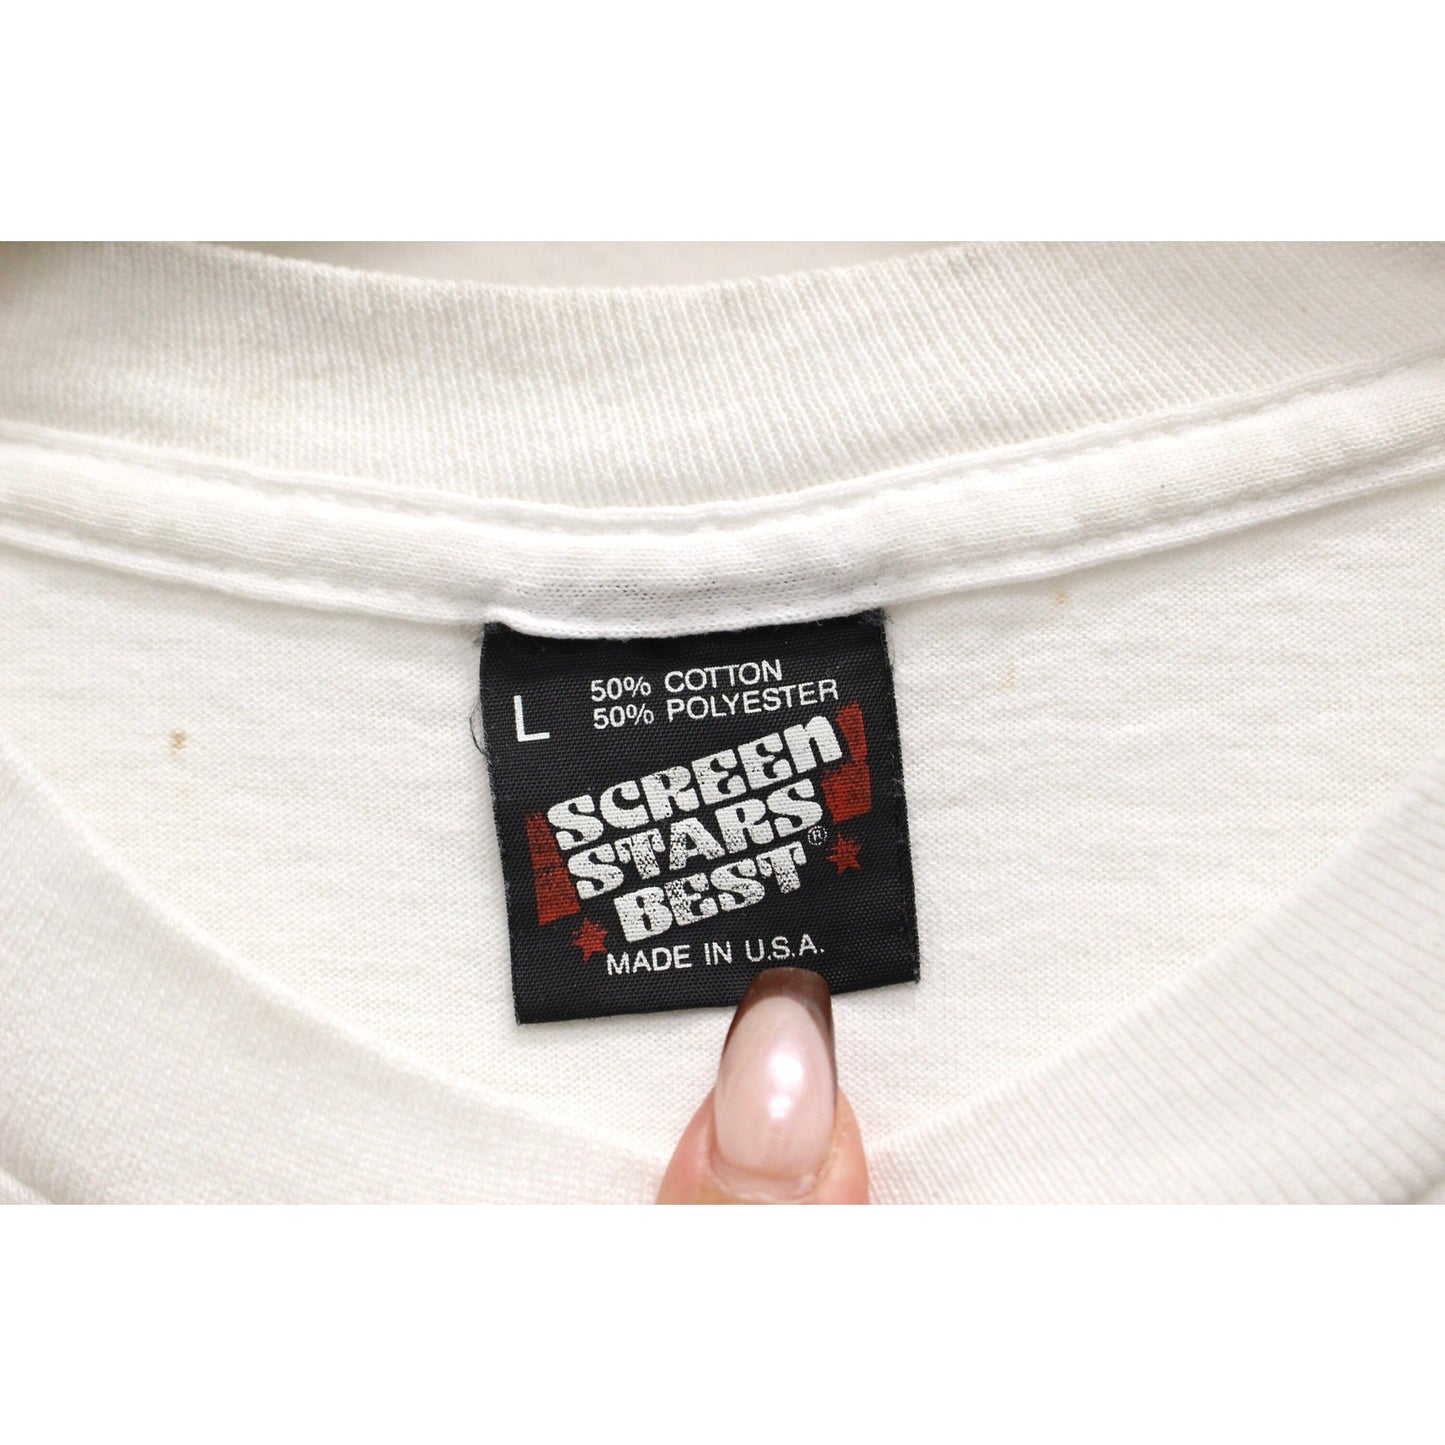 L
50% COTTON
50% POLYESTER
SCREEN
STARS
BEST®
MADE IN U.S.A.